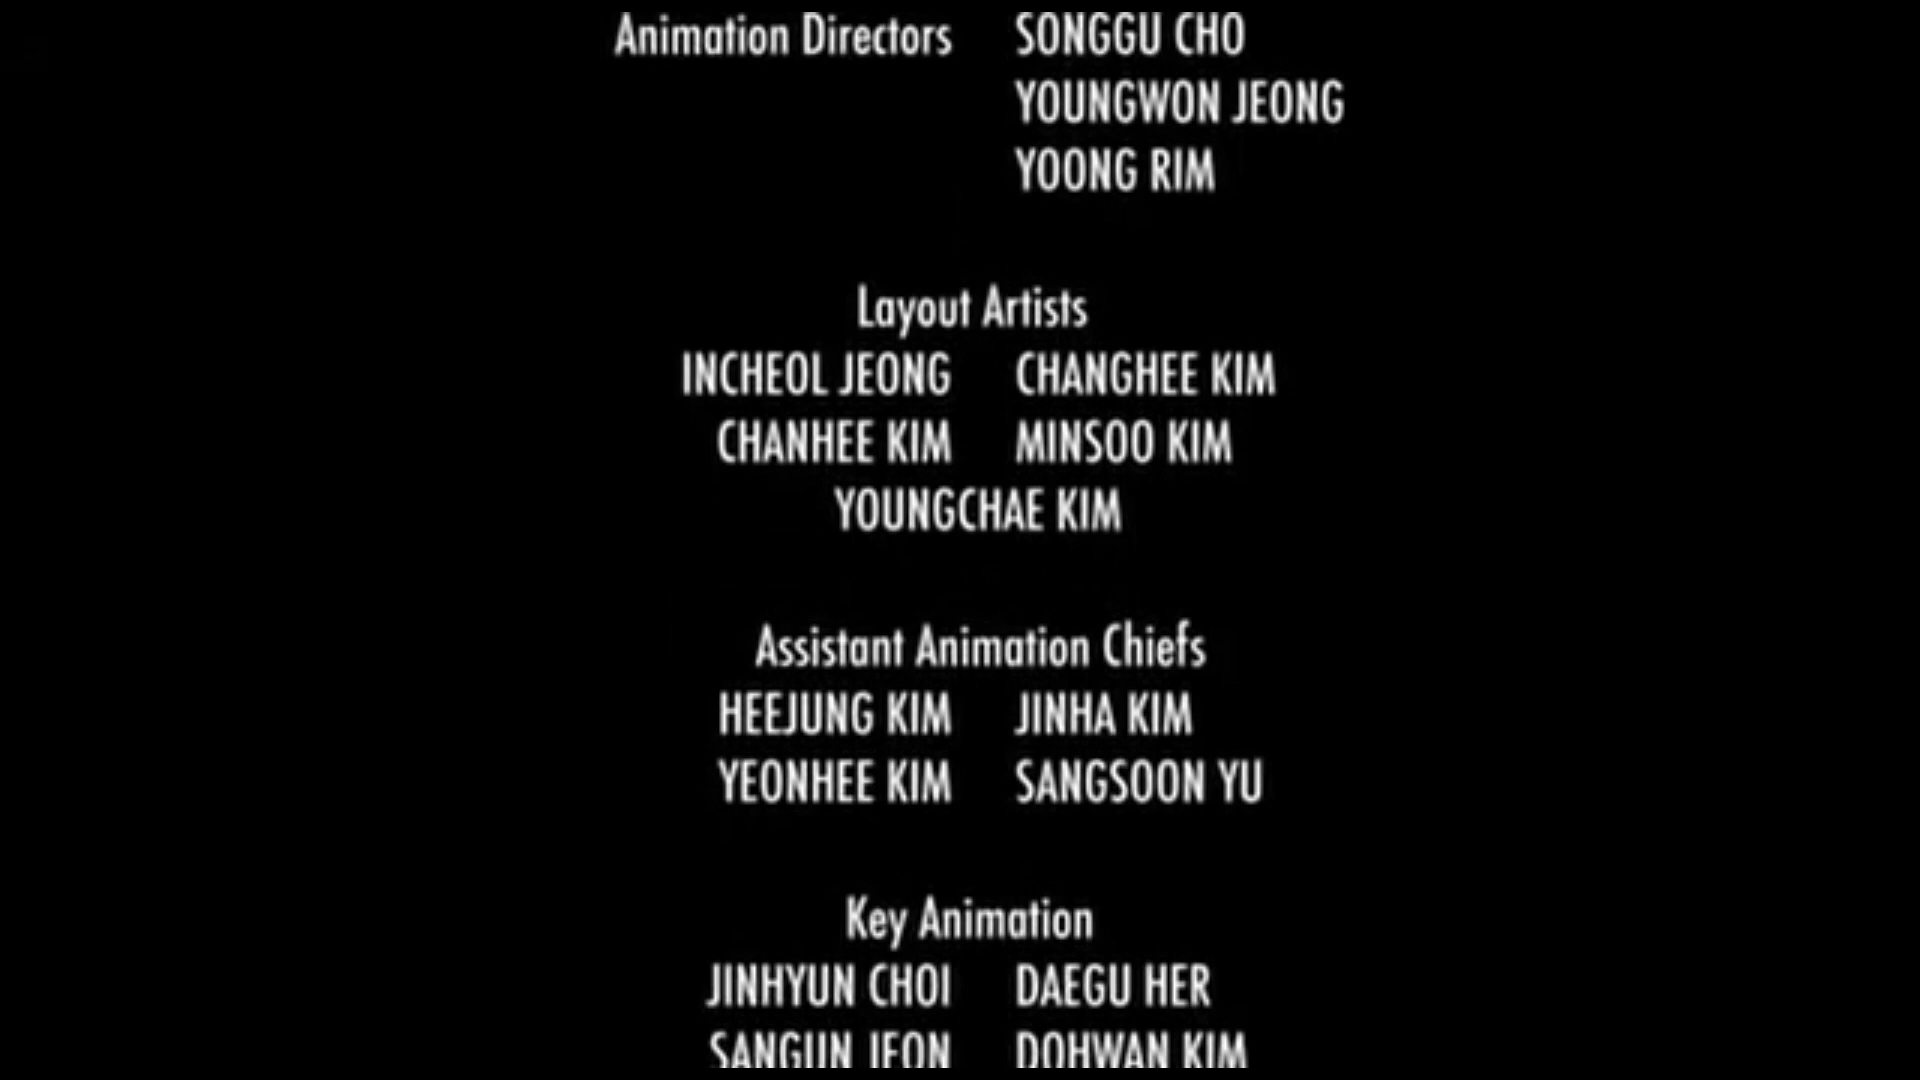 Animation Directors SONGGU CHO
YOUNGWON JEONG
YOONG RIM
Layout Artists
INCHEOL JEONG CHANGHEE KIM
CHANHEE KIM MINSOO KIM
YOUNGCHAE KIM
Assistant Animation Chiefs
HEEJUNG KIM JINHA KIM
YEONHEE KIM SANGSOON YU
Key Animation
JINHYUN CHOI DAEGU HER
SANGUN JEON DOHWAN KIM